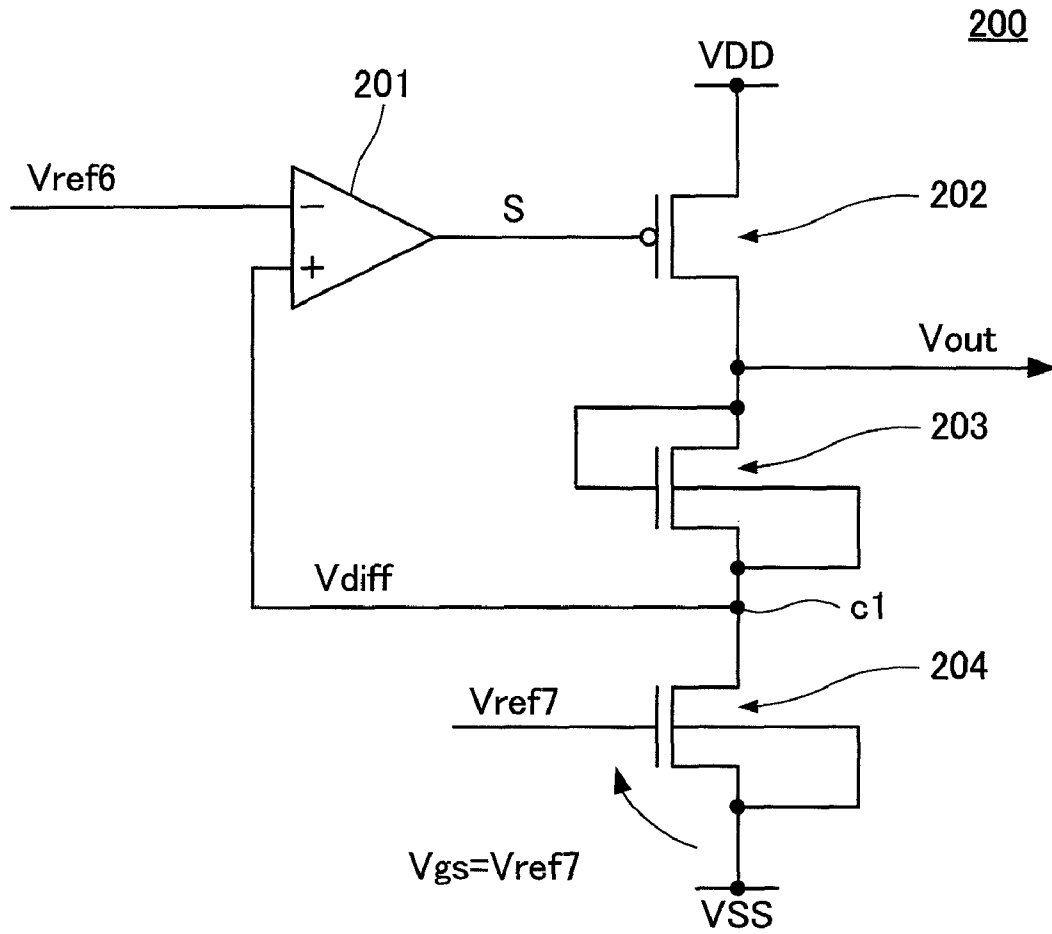 200
VDD
201
Vref6
S
202
−
+
Vout
203
Vdiff
c1
204
Vref7
Vgs=Vref7
VSS